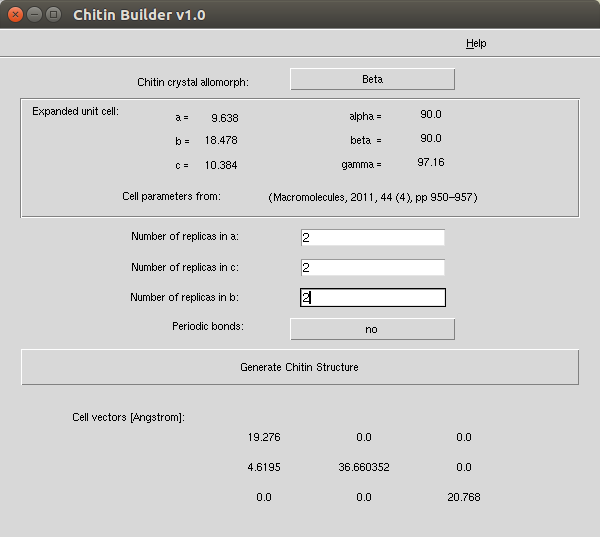 Chitin Builder v1.0
Help
Chitin crystal allomorph: Beta
Expanded unit cell:
a = 9.638 alpha = 90.0
b = 18.478 beta = 90.0
c = 10.384 gamma = 97.16
Cell parameters from: (Macromolecules, 2011, 44 (4), pp 950–957)
Number of replicas in a: 2
Number of replicas in c: 2
Number of replicas in b: 2
Periodic bonds: no
Generate Chitin Structure
Cell vectors [Angstrom]:
19.276 0.0 0.0
4.6195 36.660352 0.0
0.0 0.0 20.768